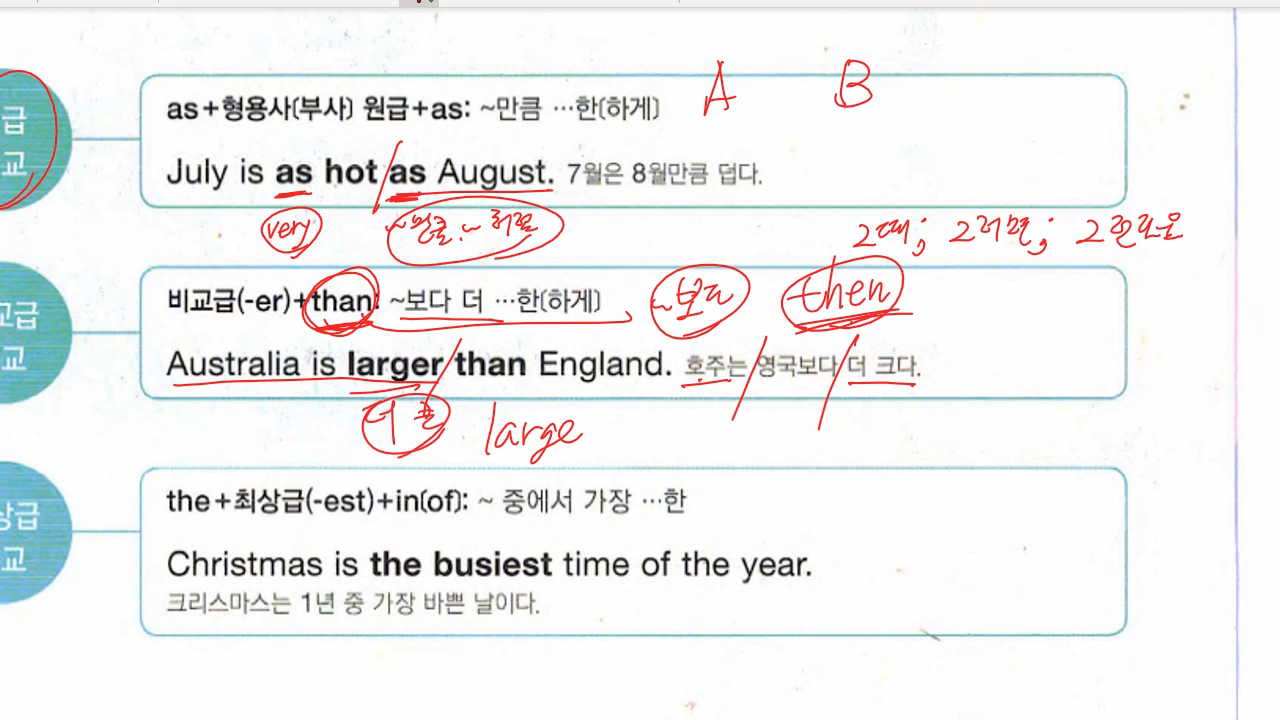 급
교
as+형용사(부사) 원급+as: ~만큼 …한(하게)
A B
July is as hot as August. 7월은 8월만큼 덥다.
very ~만큼. ~처럼
그때; 그러면; 그런다음
교급
교
비교급(-er)+than: ~보다 더 …한(하게)
~보다 then
Australia is larger than England. 호주는 영국보다 더 크다.
더 큰 large
상급
교
the+최상급(-est)+in(of): ~ 중에서 가장 …한
Christmas is the busiest time of the year.
크리스마스는 1년 중 가장 바쁜 날이다.